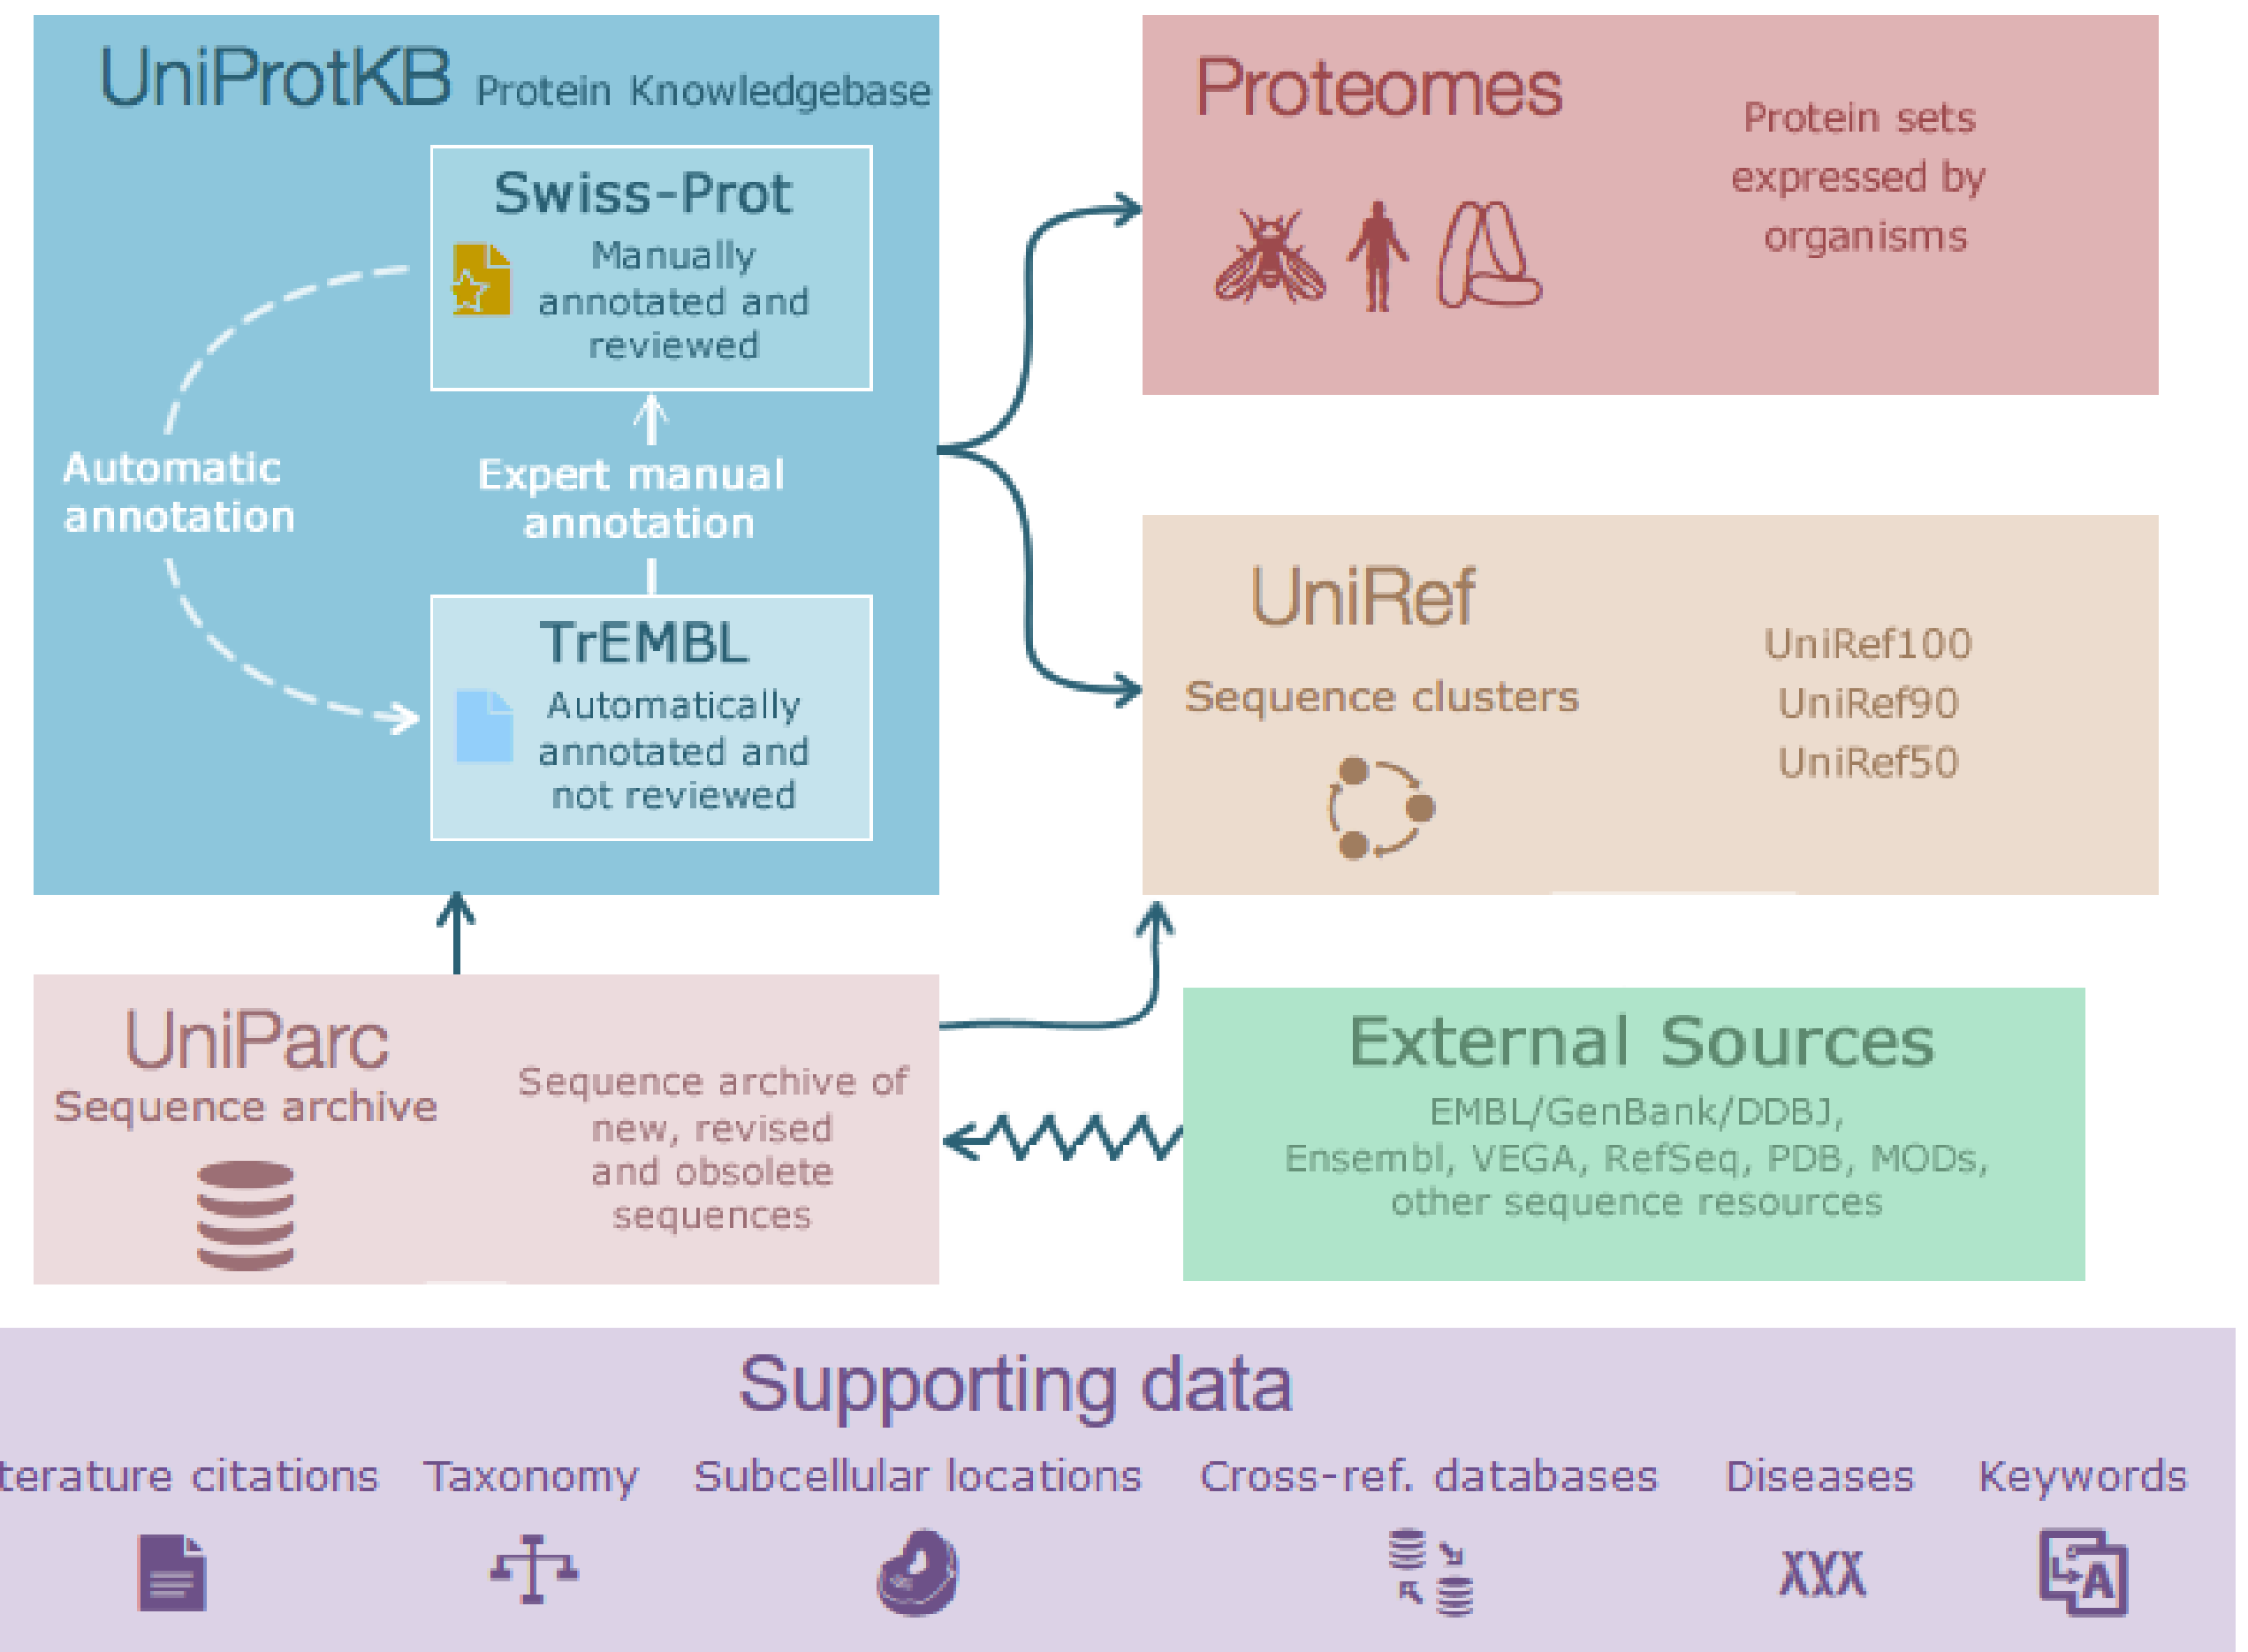 UniProtKB Protein Knowledgebase
Swiss-Prot
Manually
annotated and
reviewed
Automatic
annotation
Expert manual
annotation
TrEMBL
Automatically
annotated and
not reviewed
Proteomes
Protein sets
expressed by
organisms
UniRef
Sequence clusters
UniRef100
UniRef90
UniRef50
UniParc
Sequence archive
Sequence archive of
new, revised
and obsolete
sequences
External Sources
EMBL/GenBank/DDBJ,
Ensembl, VEGA, RefSeq, PDB, MODs,
other sequence resources
Supporting data
terature citations Taxonomy Subcellular locations Cross-ref. databases Diseases Keywords
A